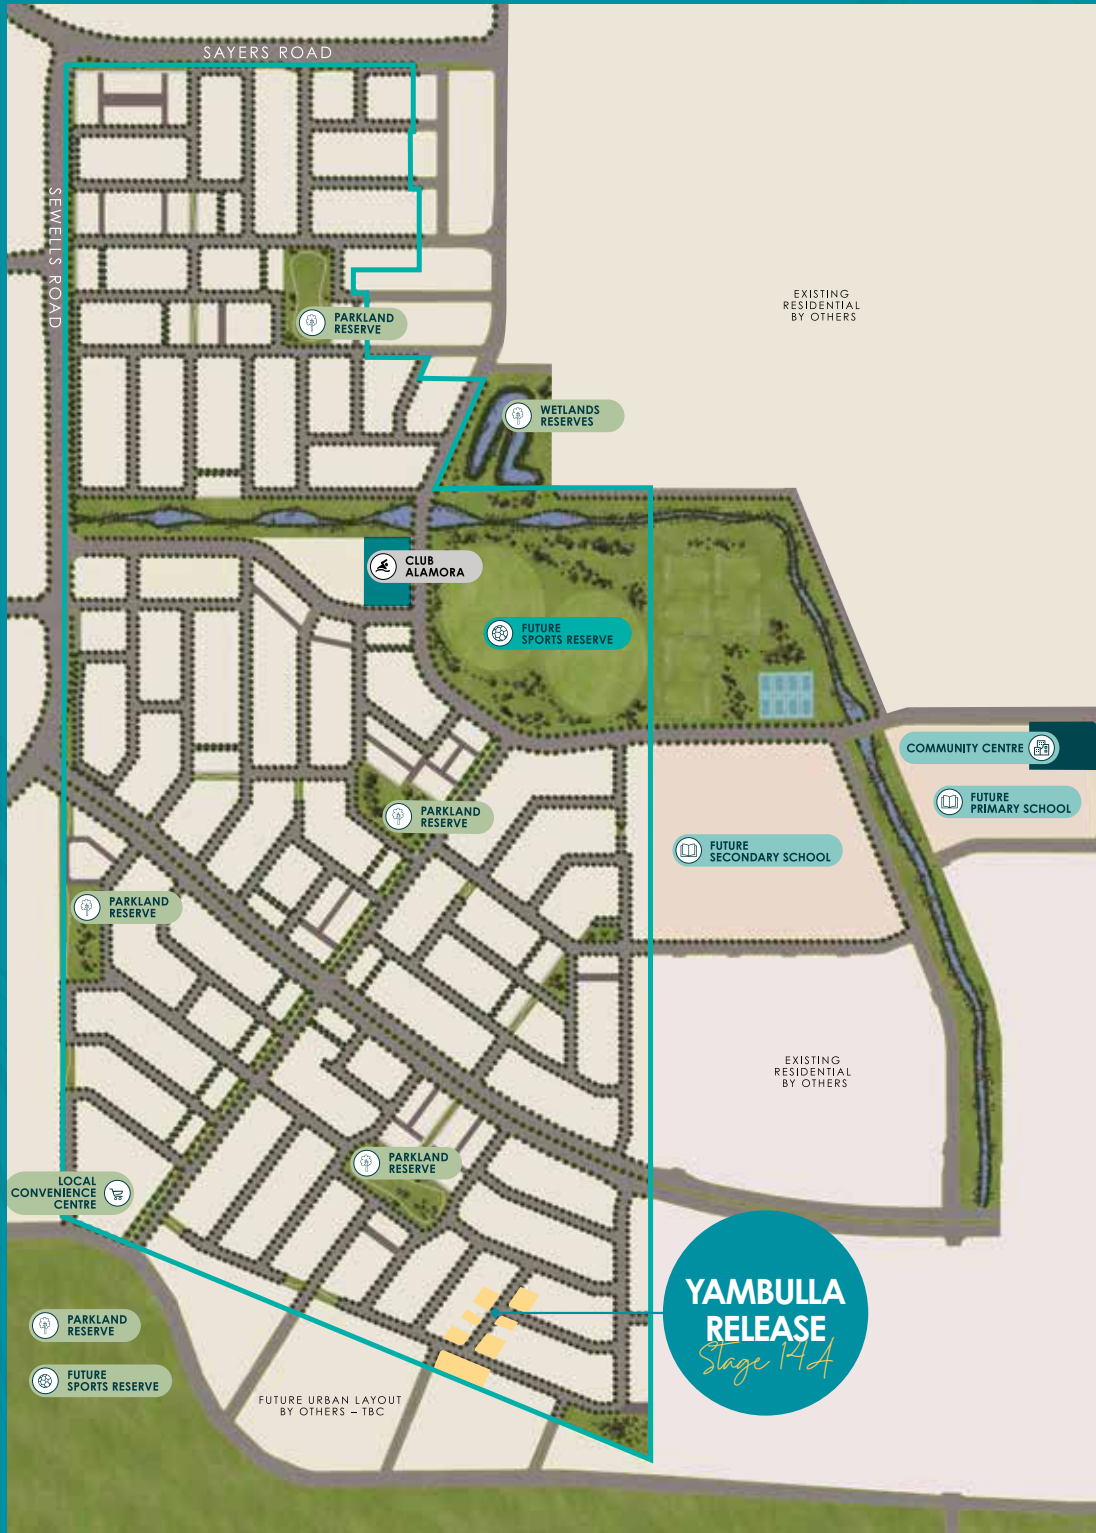 SAYERS ROAD
SEWELLS ROAD
EXISTING
RESIDENTIAL
BY OTHERS
PARKLAND
RESERVE
WETLANDS
RESERVES
CLUB
ALAMORA
FUTURE
SPORTS RESERVE
COMMUNITY CENTRE
FUTURE
PRIMARY SCHOOL
PARKLAND
RESERVE
FUTURE
SECONDARY SCHOOL
PARKLAND
RESERVE
EXISTING
RESIDENTIAL
BY OTHERS
PARKLAND
RESERVE
LOCAL
CONVENIENCE
CENTRE
YAMBULLA
RELEASE
Stage 14A
PARKLAND
RESERVE
FUTURE
SPORTS RESERVE
FUTURE URBAN LAYOUT
BY OTHERS – TBC